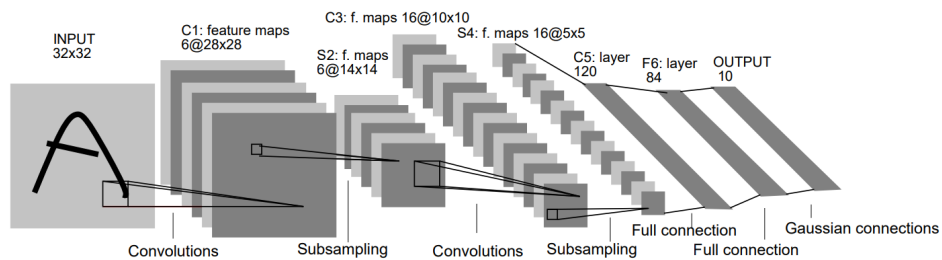 INPUT
32x32
C1: feature maps
6@28x28
S2: f. maps
6@14x14
C3: f. maps 16@10x10
S4: f. maps 16@5x5
C5: layer
120
F6: layer
84
OUTPUT
10
Convolutions
Subsampling
Convolutions
Subsampling
Full connection
Full connection
Gaussian connections
A